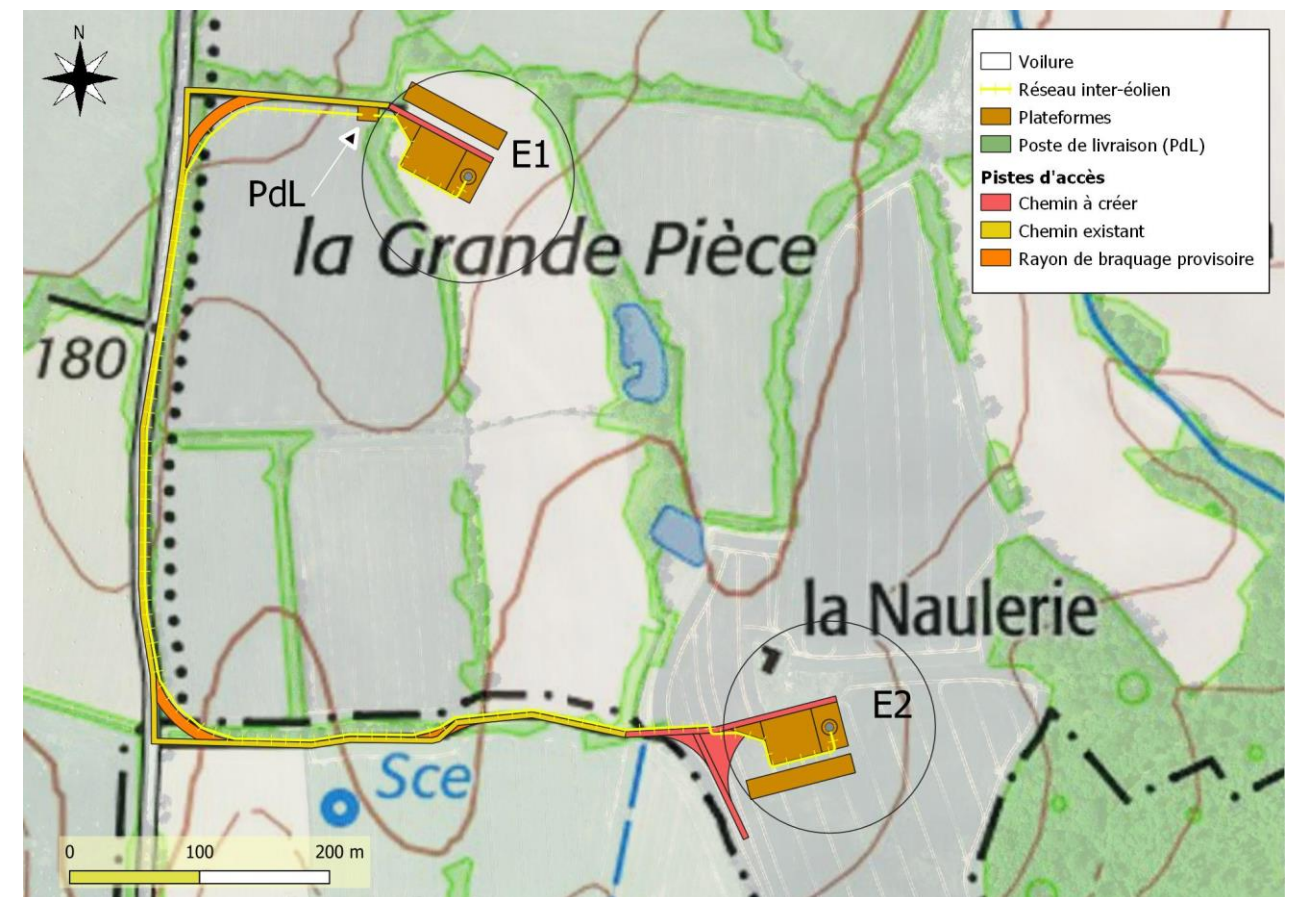 N
Voilure
Réseau inter-éolien
Plateformes
Poste de livraison (PdL)
Pistes d'accès
Chemin à créer
Chemin existant
Rayon de braquage provisoire
E1
PdL
la Grande Pièce
180
la Naulerie
E2
Sce
0 100 200 m